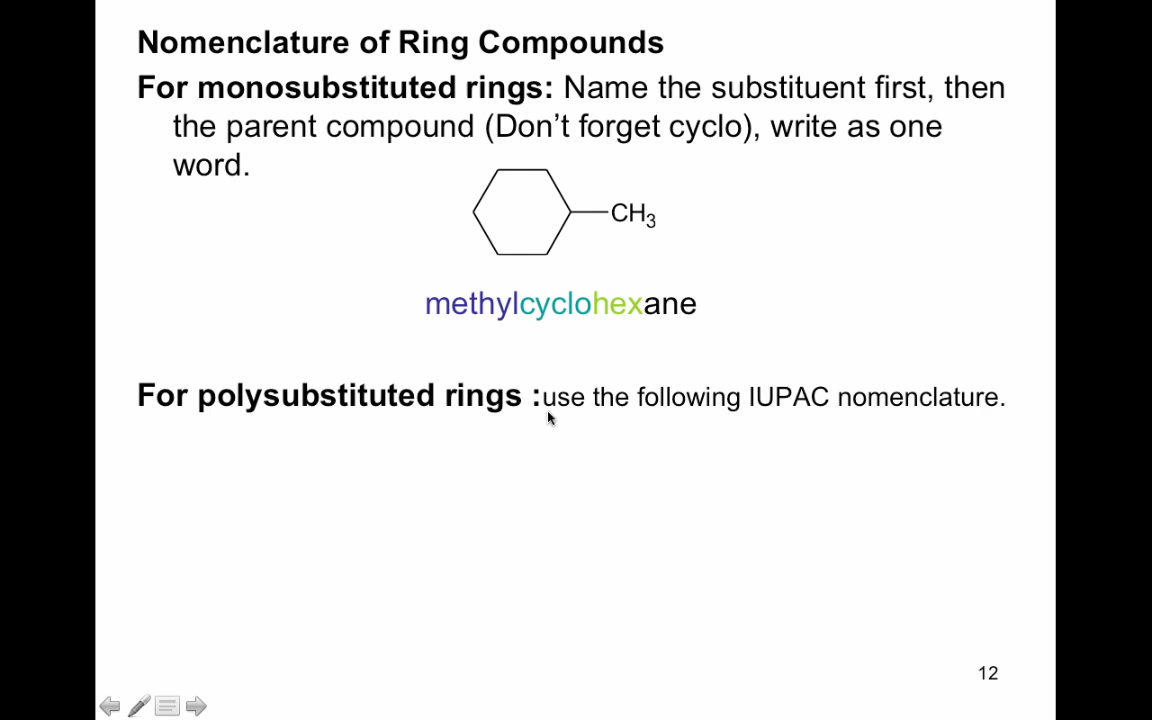 Nomenclature of Ring Compounds
For monosubstituted rings: Name the substituent first, then
the parent compound (Don’t forget cyclo), write as one
word.
CH₃
methylcyclohexane
For polysubstituted rings :use the following IUPAC nomenclature.
12